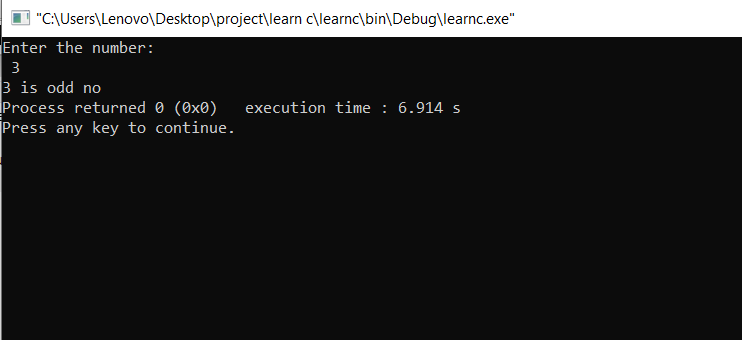 "C:\Users\Lenovo\Desktop\project\learn c\learnc\bin\Debug\learnc.exe"
Enter the number:
 3
3 is odd no
Process returned 0 (0x0)   execution time : 6.914 s
Press any key to continue.